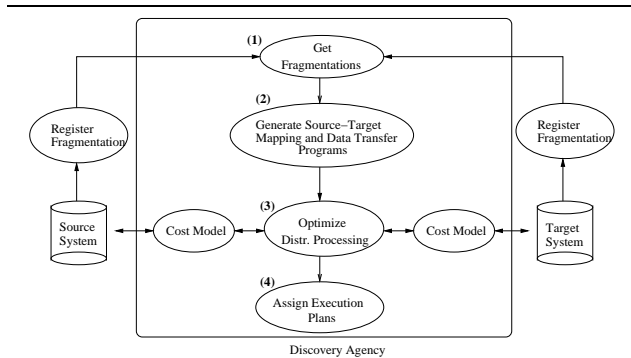 (1)
Get
Fragmentations
(2)
Generate Source−Target
Mapping and Data Transfer
Programs
Register
Fragmentation
Register
Fragmentation
(3)
Optimize
Distr. Processing
Source
System
Cost Model
Cost Model
Target
System
(4)
Assign Execution
Plans
Discovery Agency